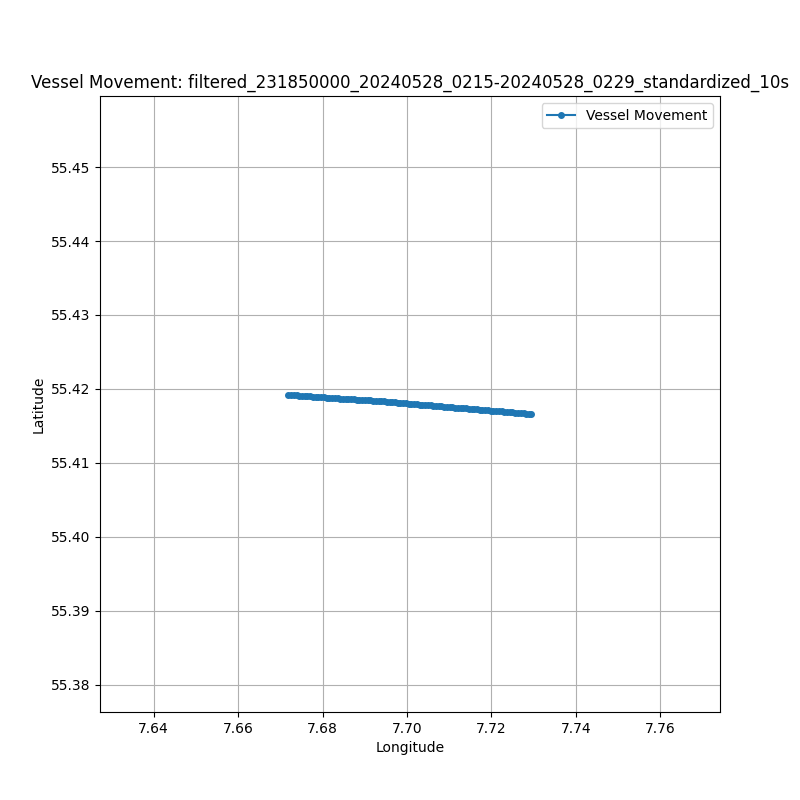 Vessel Movement: filtered_231850000_20240528_0215-20240528_0229_standardized_10s
Vessel Movement
55.45
55.44
55.43
55.42
55.41
55.40
55.39
55.38
Latitude
7.64 7.66 7.68 7.70 7.72 7.74 7.76
Longitude